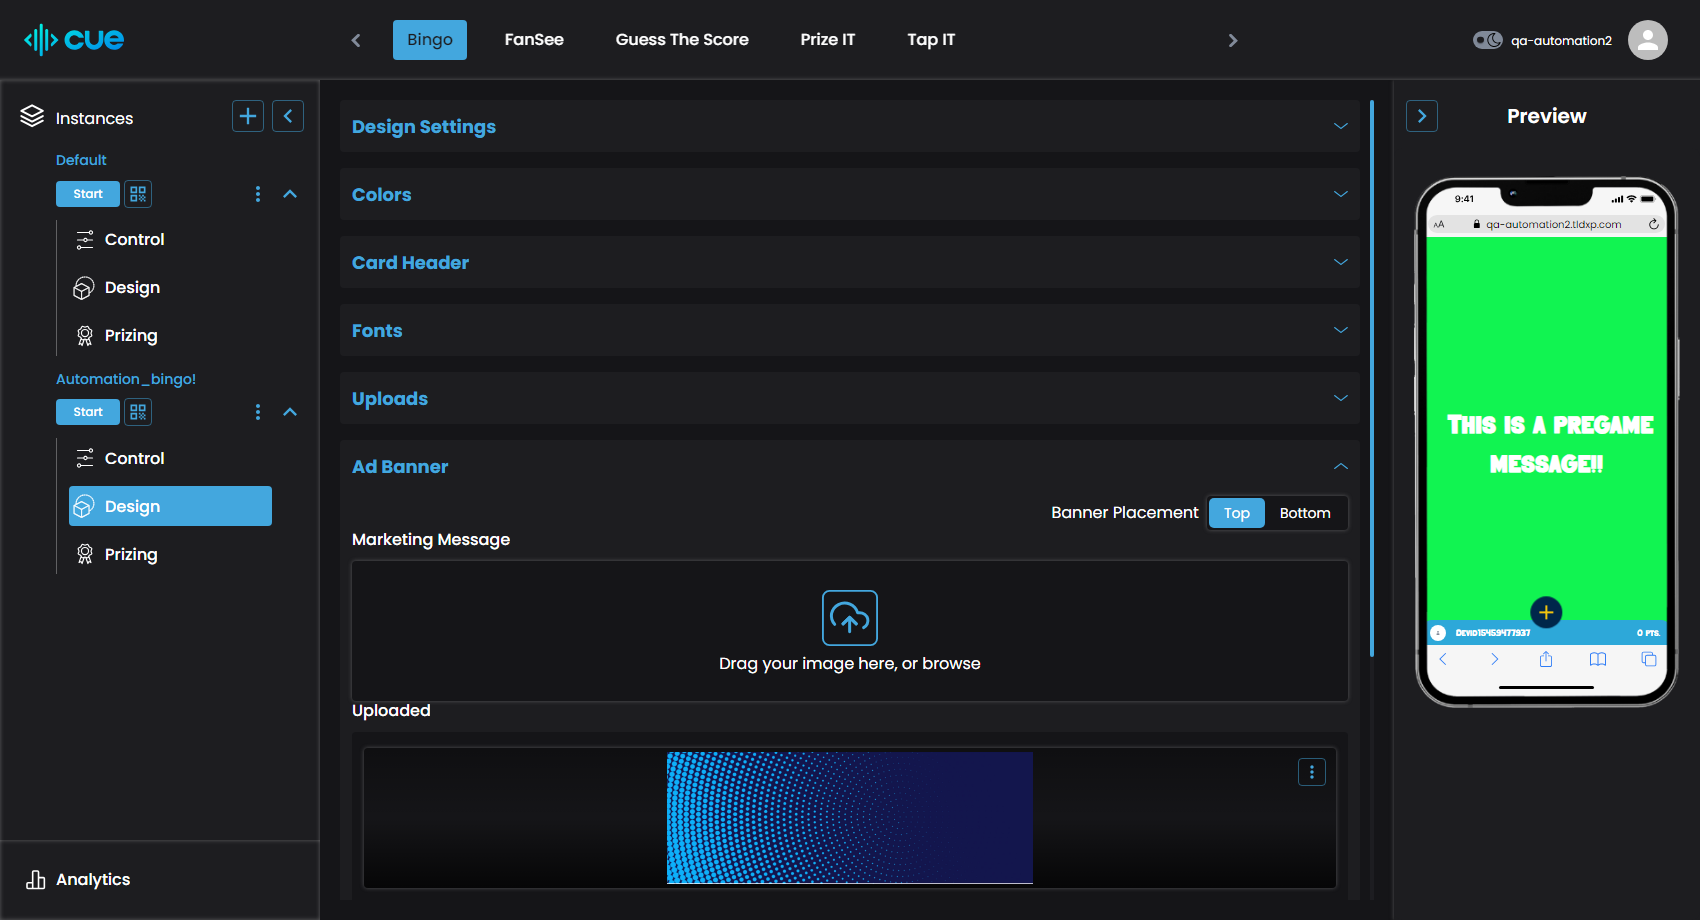 cue
Bingo
FanSee
Guess The Score
Prize IT
Tap IT
qa-automation2
Instances
Default
Start
Control
Design
Prizing
Automation_bingo!
Start
Control
Design
Prizing
Analytics
Design Settings
Colors
Card Header
Fonts
Uploads
Ad Banner
Banner Placement
Top
Bottom
Marketing Message
Drag your image here, or browse
Uploaded
Preview
9:41
AA
qa-automation2.tldxp.com
THIS IS A PREGAME
MESSAGE!!
DEVID15459477937
0 PTS.